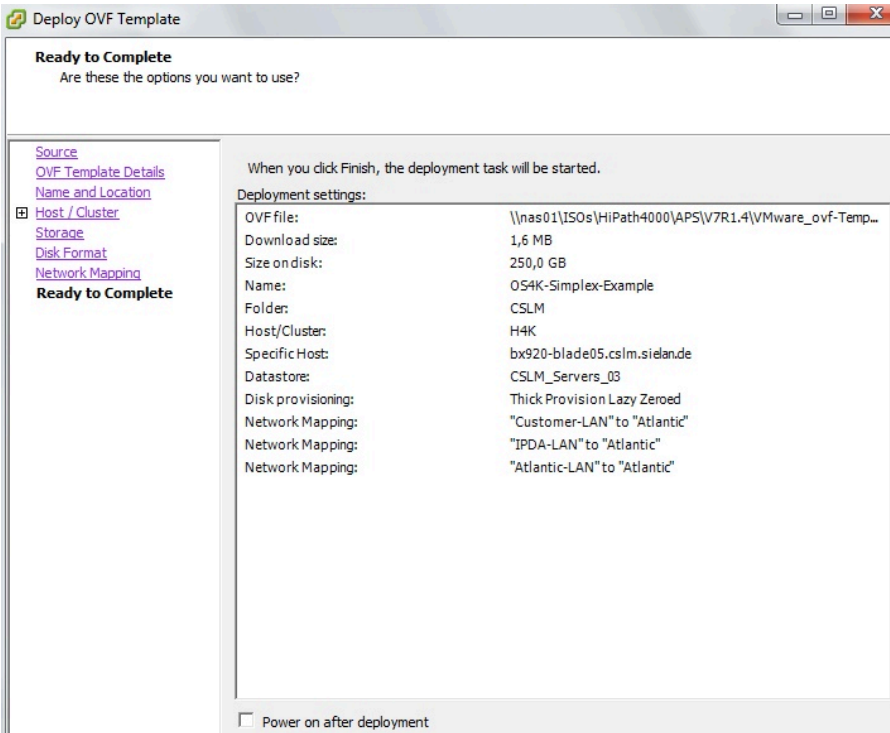 Deploy OVF Template
Ready to Complete
Are these the options you want to use?
Source
OVF Template Details
Name and Location
Host / Cluster
Storage
Disk Format
Network Mapping
Ready to Complete
When you click Finish, the deployment task will be started.
Deployment settings:
OVF file: \\nas01\ISOs\HiPath4000\APS\V7R1.4\VMware_ovf-Temp...
Download size: 1,6 MB
Size on disk: 250,0 GB
Name: OS4K-Simplex-Example
Folder: CSLM
Host/Cluster: H4K
Specific Host: bx920-blade05.cslm.sielan.de
Datastore: CSLM_Servers_03
Disk provisioning: Thick Provision Lazy Zeroed
Network Mapping: "Customer-LAN" to "Atlantic"
Network Mapping: "IPDA-LAN" to "Atlantic"
Network Mapping: "Atlantic-LAN" to "Atlantic"
Power on after deployment